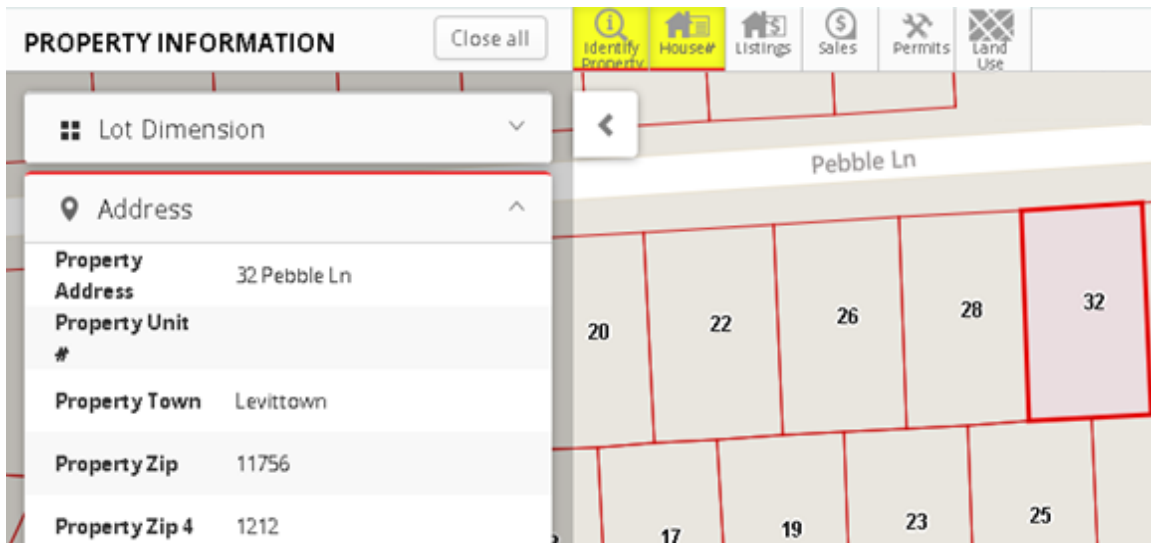 PROPERTY INFORMATION
Close all
Identify
Property
House#
Listings
Sales
Permits
Land
Use
Lot Dimension
Address
Property
Address
32 Pebble Ln
Property Unit
#
Property Town
Levittown
Property Zip
11756
Property Zip 4
1212
Pebble Ln
20
22
26
28
32
17
19
23
25